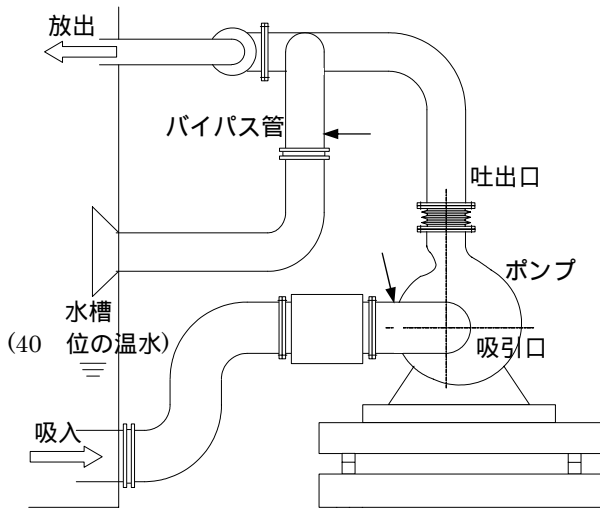 放出
バイパス管
吐出口
ポンプ
水槽
(40 位の温水)
吸引口
吸入